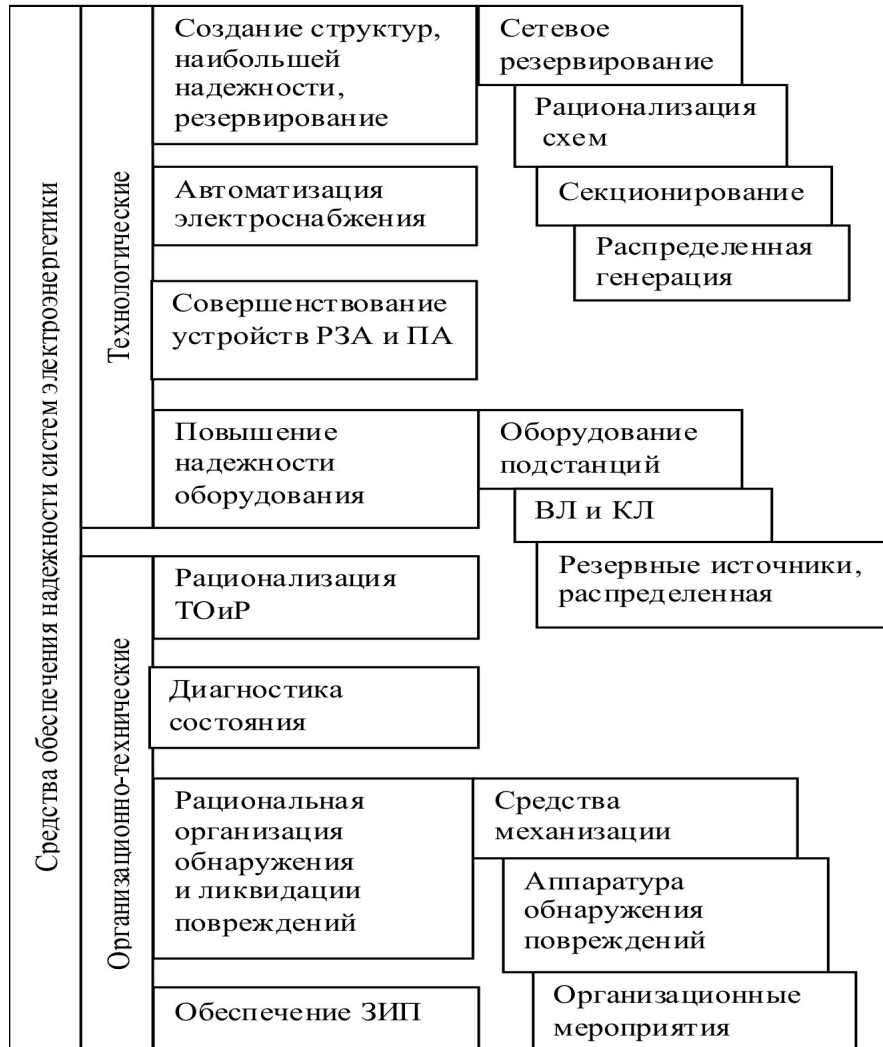 Средства обеспечения надежности систем электроэнергетики
Технологические
Создание структур,
наибольшей
надежности,
резервирование
Сетевое
резервирование
Рационализация
схем
Секционирование
Распределенная
генерация
Автоматизация
электроснабжения
Совершенствование
устройств РЗА и ПА
Повышение
надежности
оборудования
Оборудование
подстанций
ВЛ и КЛ
Резервные источники,
распределенная
Организационно-технические
Рационализация
ТОиР
Диагностика
состояния
Рациональная
организация
обнаружения
и ликвидации
повреждений
Средства
механизации
Аппаратура
обнаружения
повреждений
Организационные
мероприятия
Обеспечение ЗИП